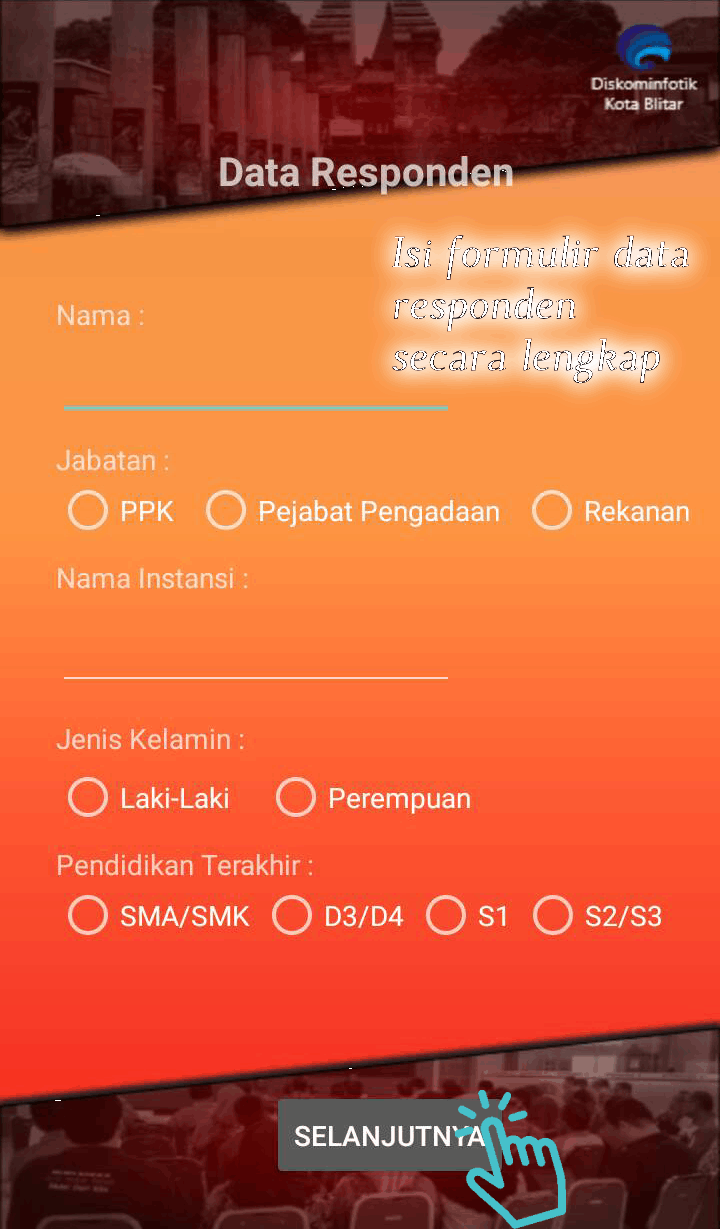 Diskominfotik
Kota Blitar
Data Responden
Isi formulir data
responden
secara lengkap
Nama :
Jabatan :
PPK Pejabat Pengadaan Rekanan
Nama Instansi :
Jenis Kelamin :
Laki-Laki Perempuan
Pendidikan Terakhir :
SMA/SMK D3/D4 S1 S2/S3
SELANJUTNYA